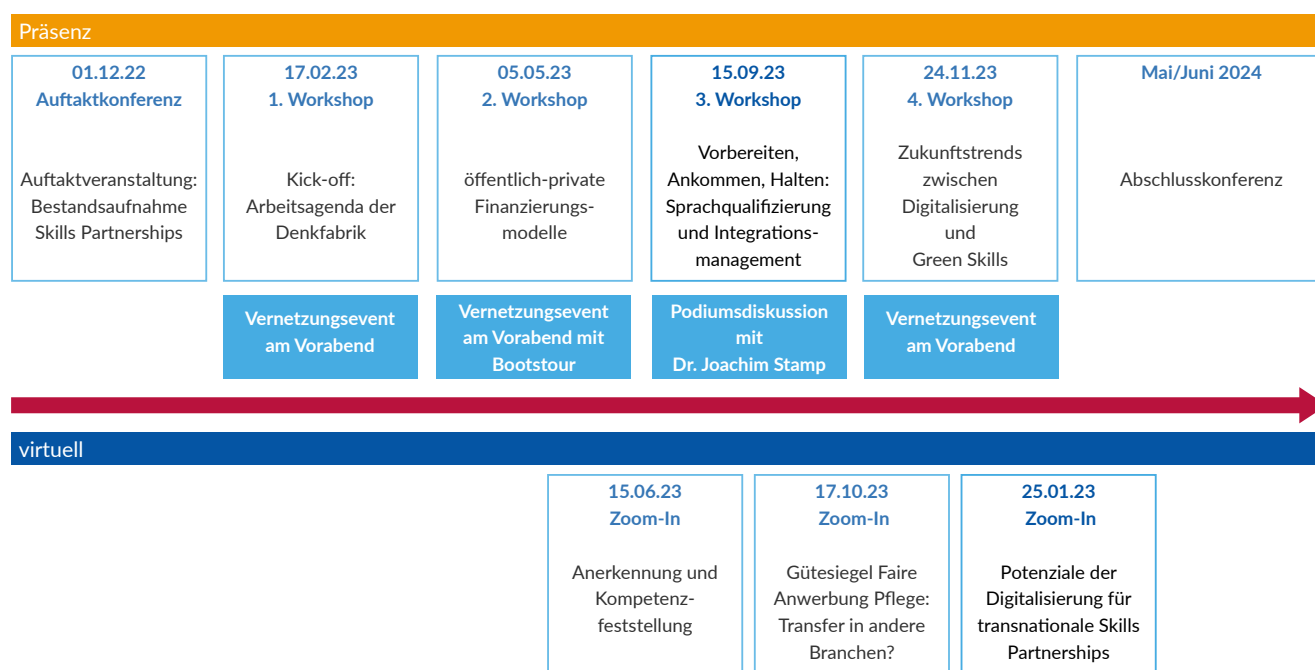 Präsenz
01.12.22
Auftaktkonferenz
Auftaktveranstaltung:
Bestandsaufnahme
Skills Partnerships
17.02.23
1. Workshop
Kick-off:
Arbeitsagenda der
Denkfabrik
05.05.23
2. Workshop
öffentlich-private
Finanzierungs-
modelle
15.09.23
3. Workshop
Vorbereiten,
Ankommen, Halten:
Sprachqualifizierung
und Integrations-
management
24.11.23
4. Workshop
Zukunftstrends
zwischen
Digitalisierung
und
Green Skills
Mai/Juni 2024
Abschlusskonferenz
Vernetzungsevent
am Vorabend
Vernetzungsevent
am Vorabend mit
Bootstour
Podiumsdiskussion
mit
Dr. Joachim Stamp
Vernetzungsevent
am Vorabend
virtuell
15.06.23
Zoom-In
Anerkennung und
Kompetenz-
feststellung
17.10.23
Zoom-In
Gütesiegel Faire
Anwerbung Pflege:
Transfer in andere
Branchen?
25.01.23
Zoom-In
Potenziale der
Digitalisierung für
transnationale Skills
Partnerships